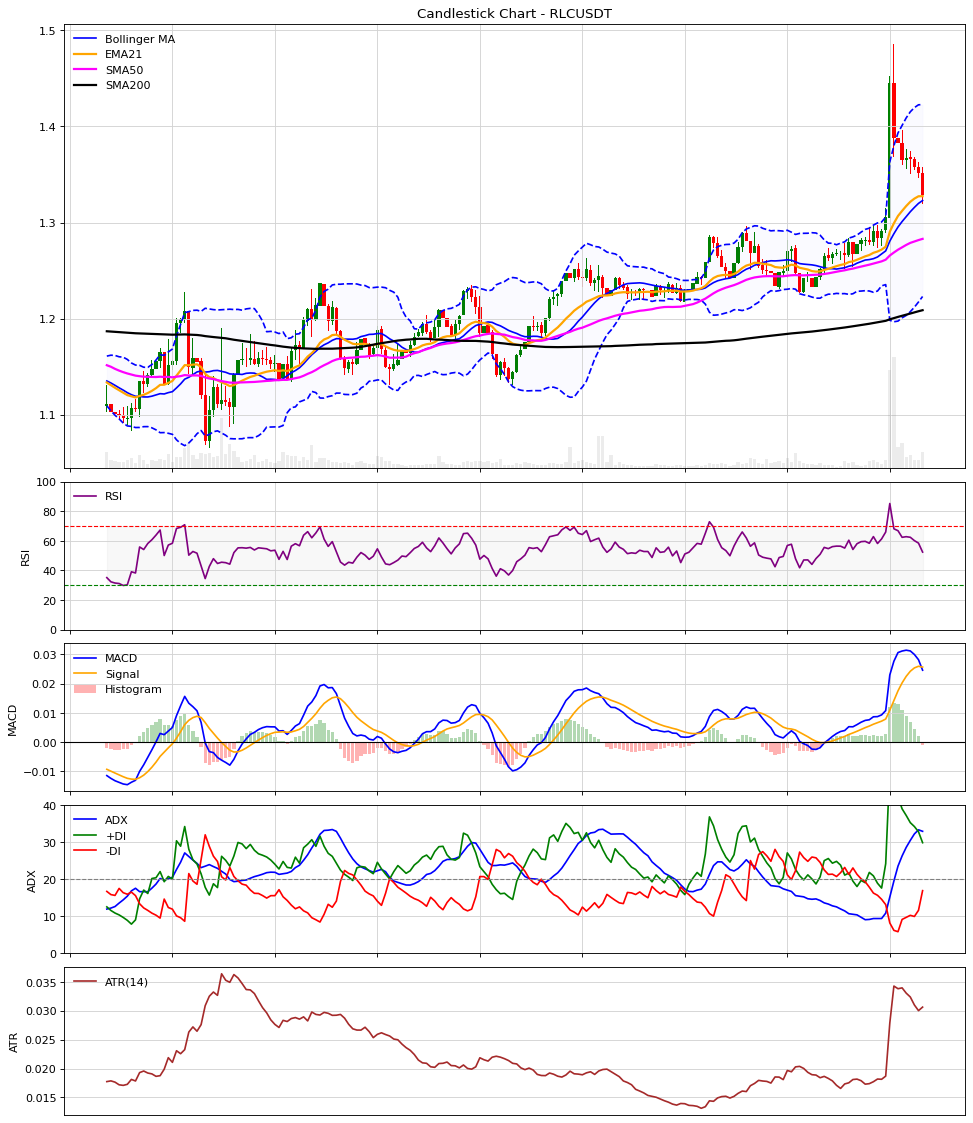 Candlestick Chart - RLCUSDT
1.5
1.4
1.3
1.2
1.1
Bollinger MA
EMA21
SMA50
SMA200
100
80
60
40
20
0
RSI
RSI
0.03
0.02
0.01
0.00
−0.01
MACD
MACD
Signal
Histogram
40
30
20
10
0
ADX
ADX
+DI
-DI
0.035
0.030
0.025
0.020
0.015
ATR
ATR(14)